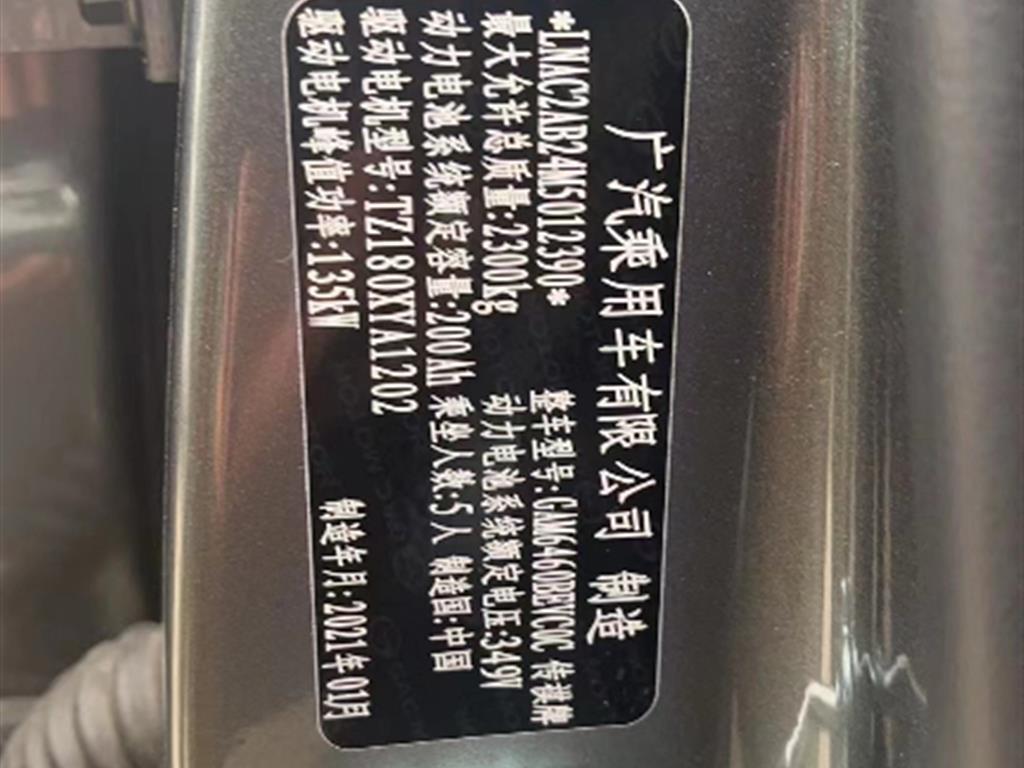 广汽乘用车有限公司 制造
*LNAC2AB24M5012390* 整车型号:GAM6460BEVC0C 传祺牌
最大允许总质量:2300kg 动力电池系统额定电压:349V
动力电池系统额定容量:200Ah 乘坐人数:5人 制造国:中国
驱动电机型号:TZ180XYA1202
驱动电机峰值功率:135kW 制造年月:2021年01月